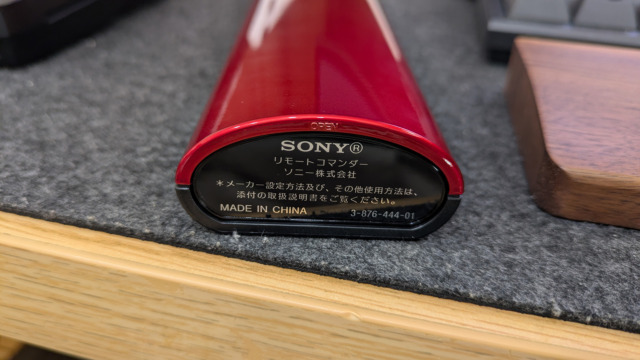 OPEN
SONY®
リモートコマンダー
ソニー株式会社
＊メーカー設定方法及び、その他使用方法は、
添付の取扱説明書をご覧ください。
MADE IN CHINA 3-876-444-01